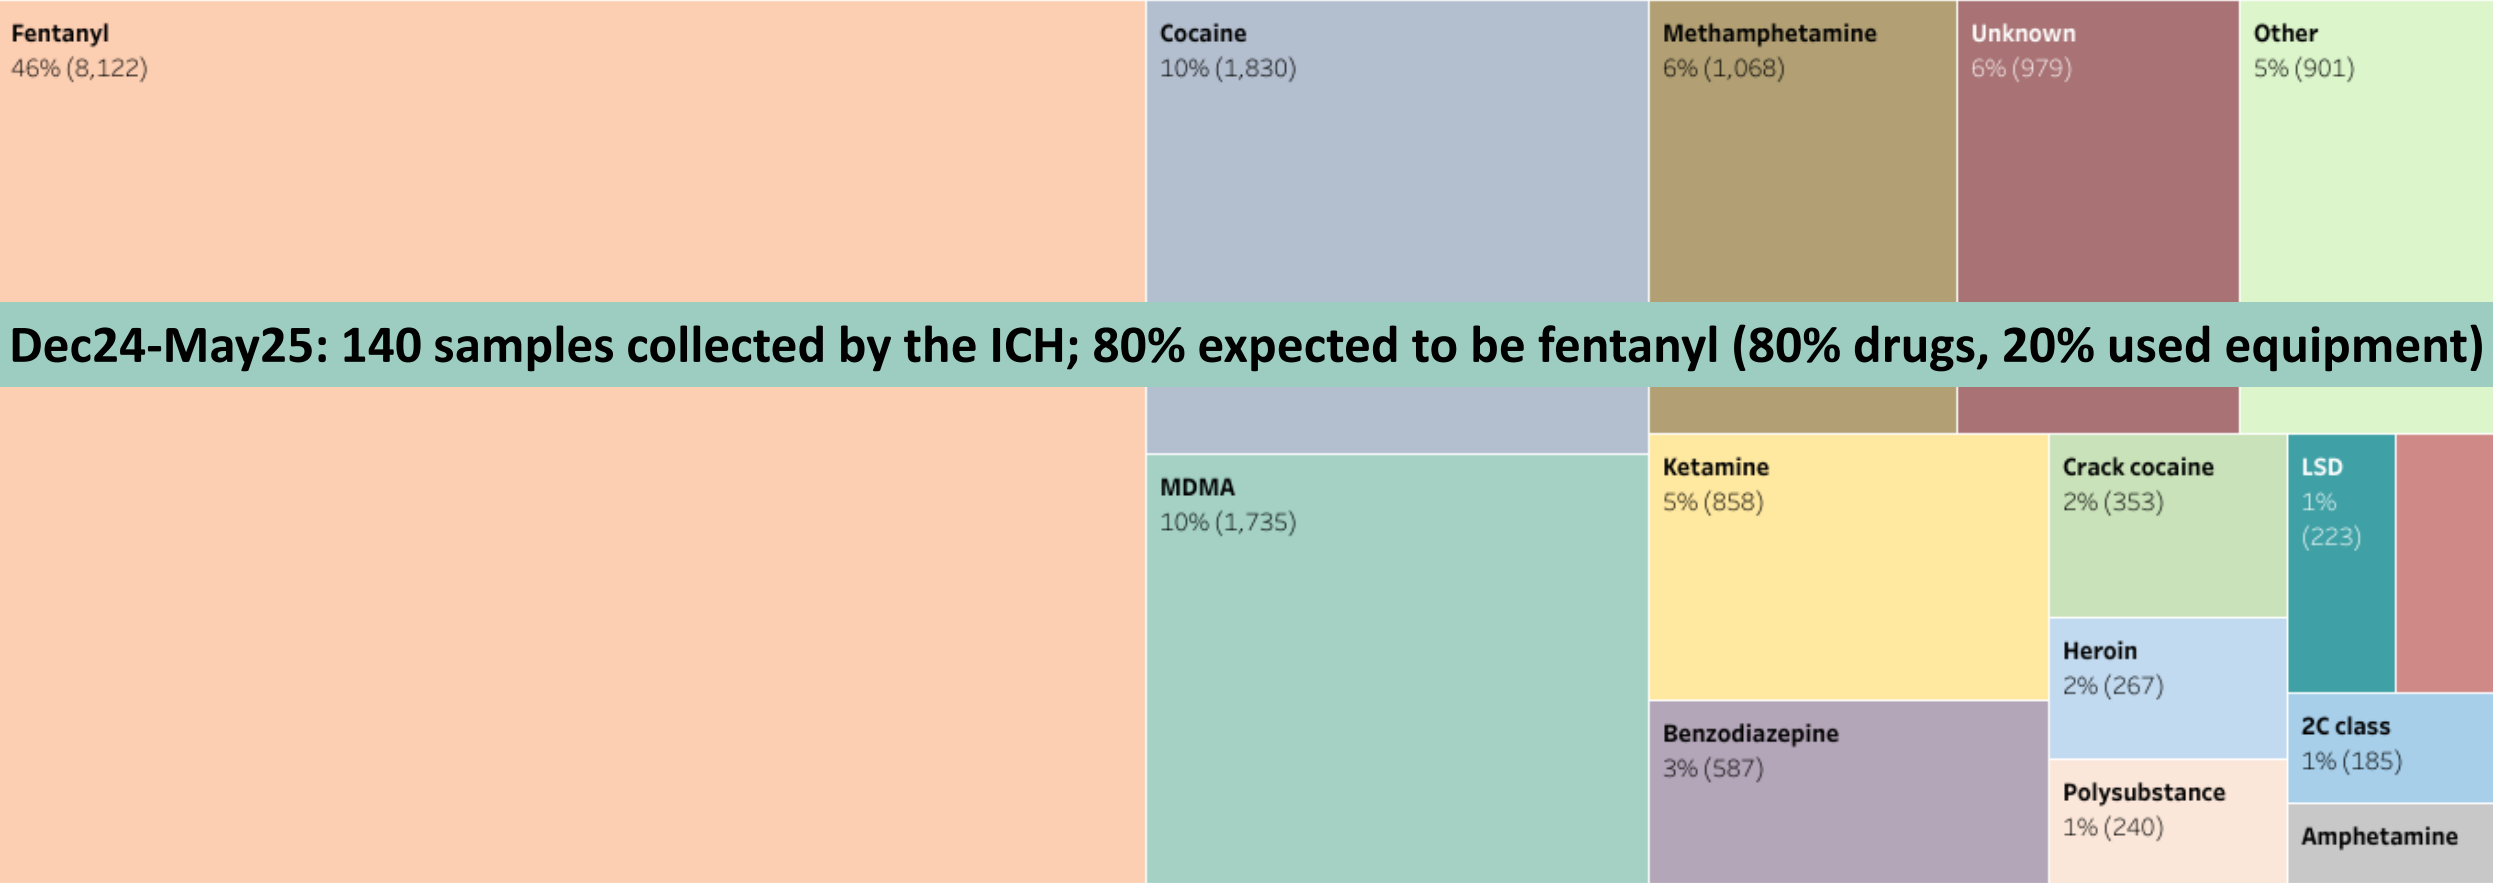 Fentanyl
46% (8,122)
Cocaine
10% (1,830)
Methamphetamine
6% (1,068)
Unknown
6% (979)
Other
5% (901)
Dec24-May25: 140 samples collected by the ICH; 80% expected to be fentanyl (80% drugs, 20% used equipment)
MDMA
10% (1,735)
Ketamine
5% (858)
Benzodiazepine
3% (587)
Crack cocaine
2% (353)
Heroin
2% (267)
Polysubstance
1% (240)
LSD
1%
(223)
2C class
1% (185)
Amphetamine